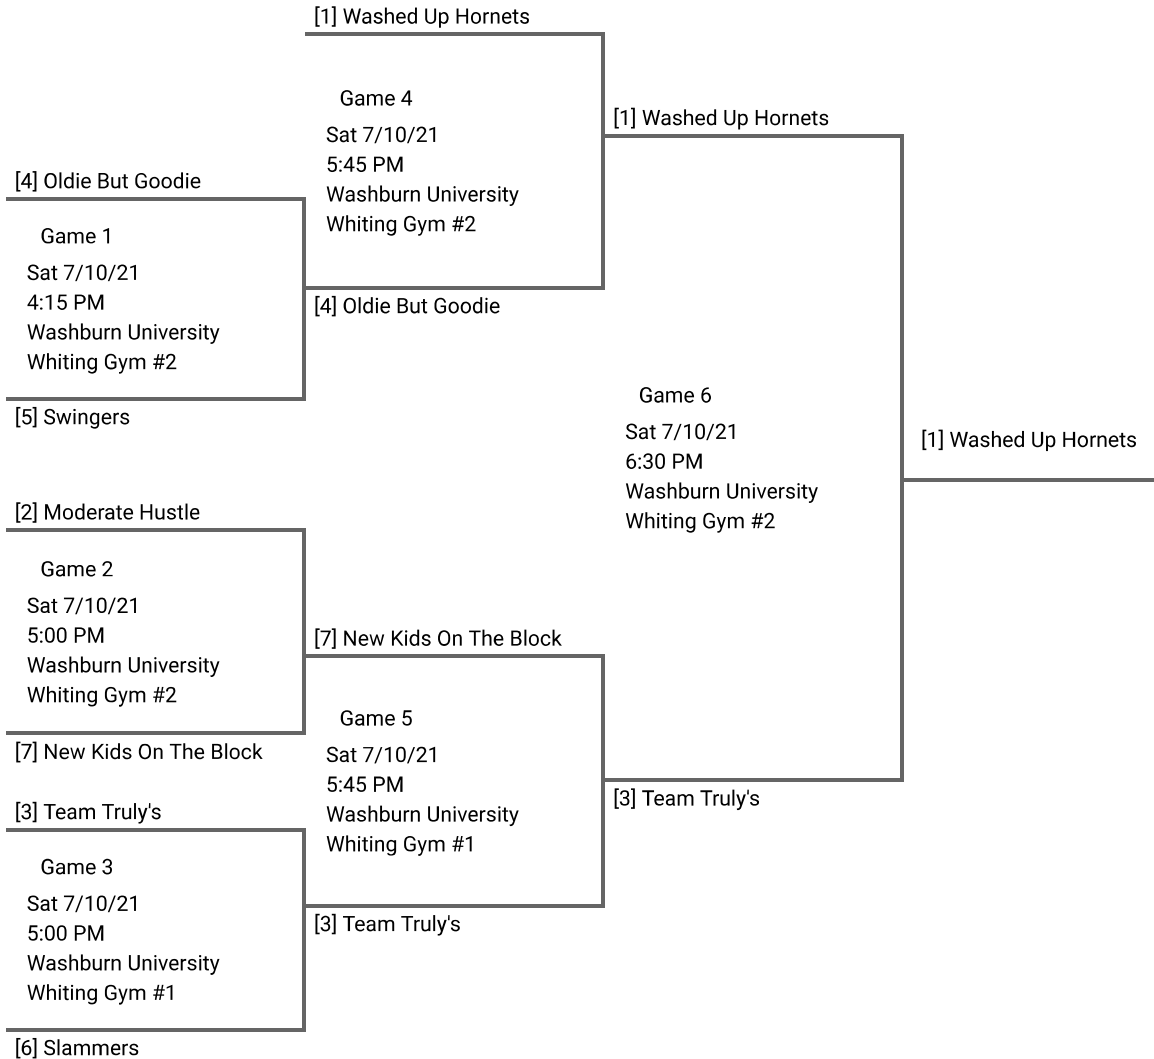 [1] Washed Up Hornets
Game 4
Sat 7/10/21
5:45 PM
Washburn University
Whiting Gym #2
[1] Washed Up Hornets
[4] Oldie But Goodie
Game 1
Sat 7/10/21
4:15 PM
Washburn University
Whiting Gym #2
[4] Oldie But Goodie
[5] Swingers
Game 6
Sat 7/10/21
6:30 PM
Washburn University
Whiting Gym #2
[1] Washed Up Hornets
[2] Moderate Hustle
Game 2
Sat 7/10/21
5:00 PM
Washburn University
Whiting Gym #2
[7] New Kids On The Block
[7] New Kids On The Block
Game 5
Sat 7/10/21
5:45 PM
Washburn University
Whiting Gym #1
[3] Team Truly's
[3] Team Truly's
Game 3
Sat 7/10/21
5:00 PM
Washburn University
Whiting Gym #1
[3] Team Truly's
[6] Slammers